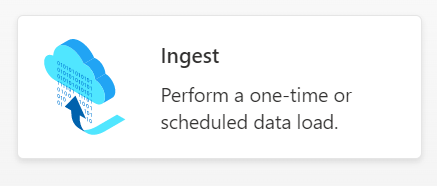 Ingest
Perform a one-time or
scheduled data load.